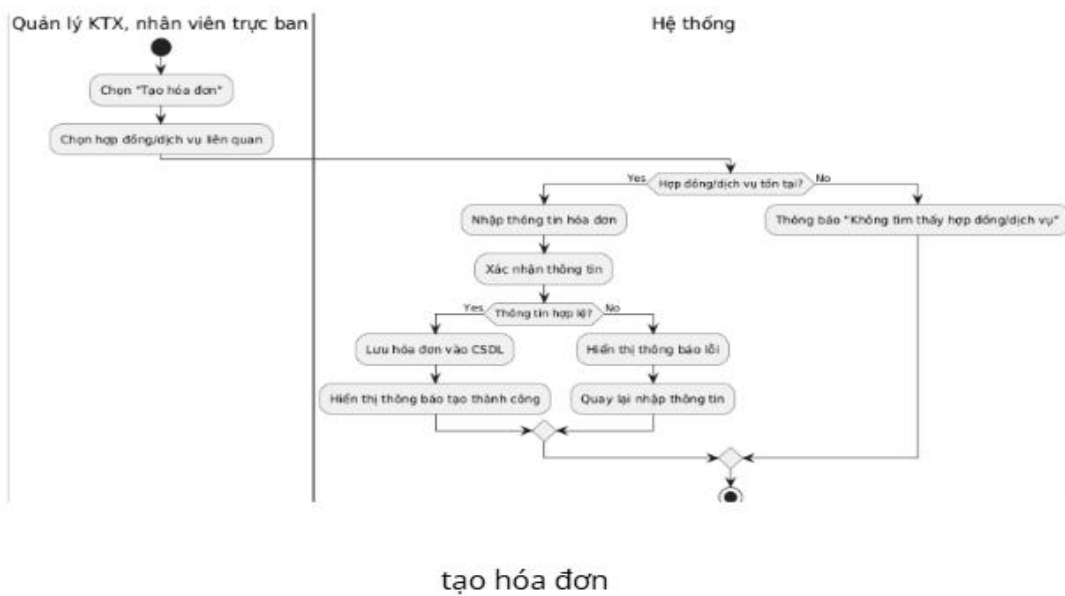 Quản lý KTX, nhân viên trực ban
Hệ thống
Chọn "Tạo hóa đơn"
Chọn hợp đồng/dịch vụ liên quan
Yes
Hợp đồng/dịch vụ tồn tại?
No
Nhập thông tin hóa đơn
Thông báo "Không tìm thấy hợp đồng/dịch vụ"
Xác nhận thông tin
Yes
Thông tin hợp lệ?
No
Lưu hóa đơn vào CSDL
Hiển thị thông báo lỗi
Hiển thị thông báo tạo thành công
Quay lại nhập thông tin
tạo hóa đơn